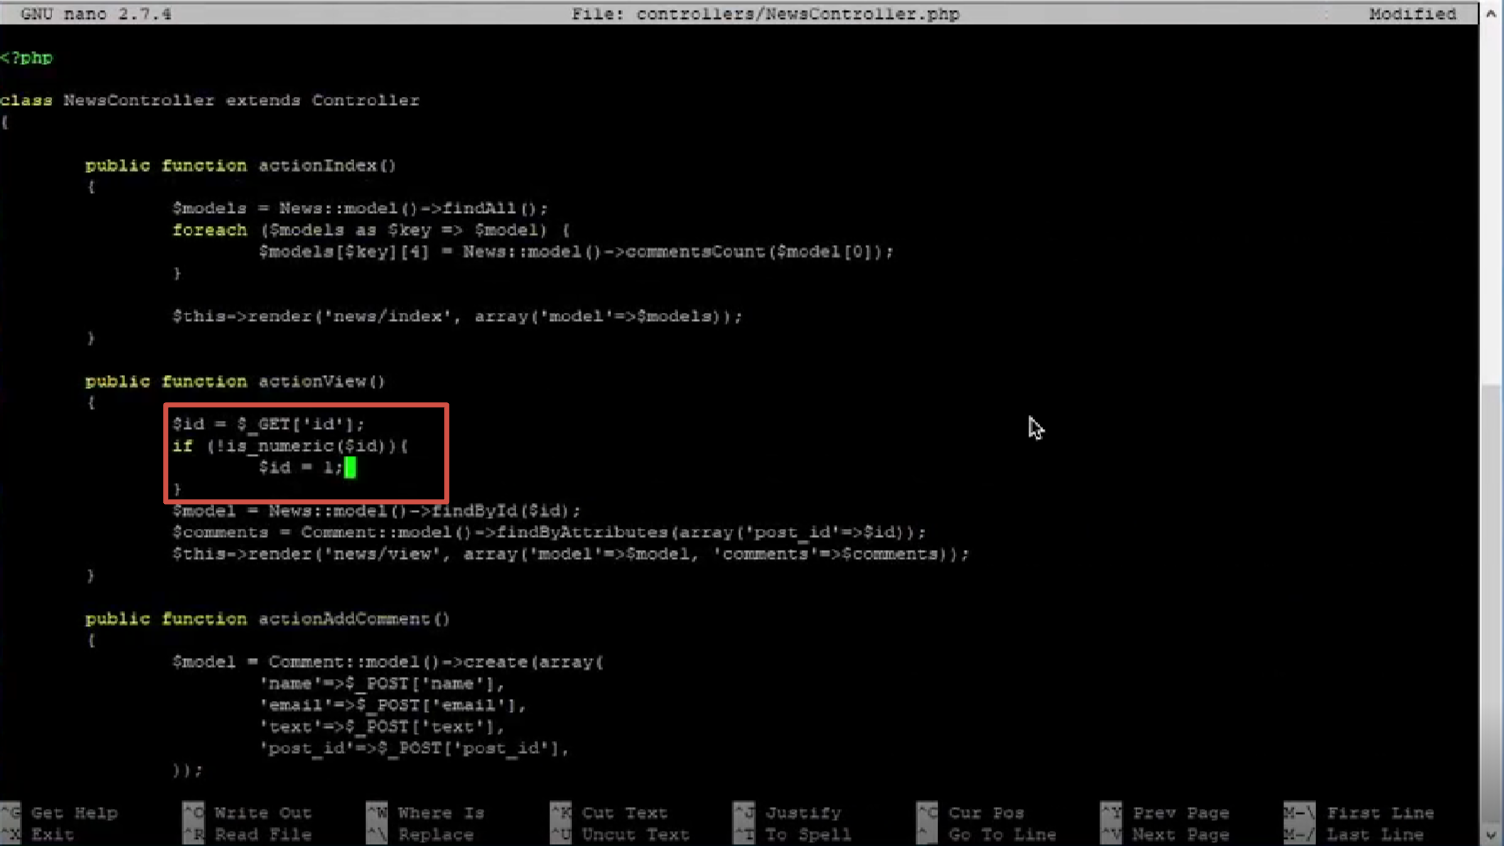 GNU nano 2.7.4 File: controllers/NewsController.php Modified
<?php
class NewsController extends Controller
{
public function actionIndex()
{
$models = News::model()->findAll();
foreach ($models as $key => $model) {
$models[$key][4] = News::model()->commentsCount($model[0]);
}
$this->render('news/index', array('model'=>$models));
}
public function actionView()
{
$id = $_GET['id'];
if (!is_numeric($id)){
$id = 1;
}
$model = News::model()->findById($id);
$comments = Comment::model()->findByAttributes(array('post_id'=>$id));
$this->render('news/view', array('model'=>$model, 'comments'=>$comments));
}
public function actionAddComment()
{
$model = Comment::model()->create(array(
'name'=>$_POST['name'],
'email'=>$_POST['email'],
'text'=>$_POST['text'],
'post_id'=>$_POST['post_id'],
));
^G Get Help ^O Write Out ^W Where Is ^K Cut Text ^J Justify ^C Cur Pos ^Y Prev Page M-\ First Line
^X Exit ^R Read File ^\ Replace ^U Uncut Text ^T To Spell ^_ Go To Line ^V Next Page M-/ Last Line